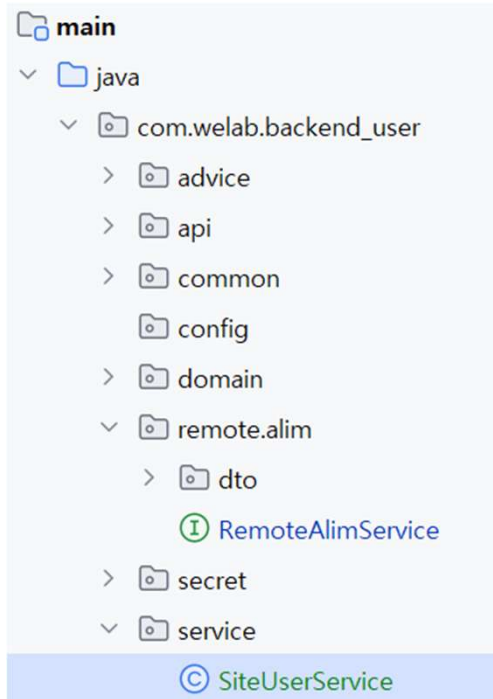 main
java
com.welab.backend_user
advice
api
common
config
domain
remote.alim
dto
RemoteAlimService
secret
service
SiteUserService